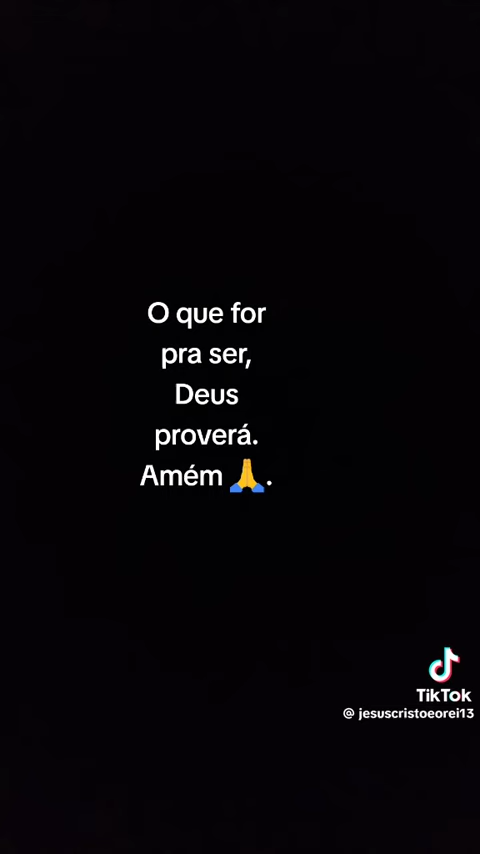 O que for
pra ser,
Deus
proverá.
Amém 🙏.
TikTok
@ jesuscristoeorei13